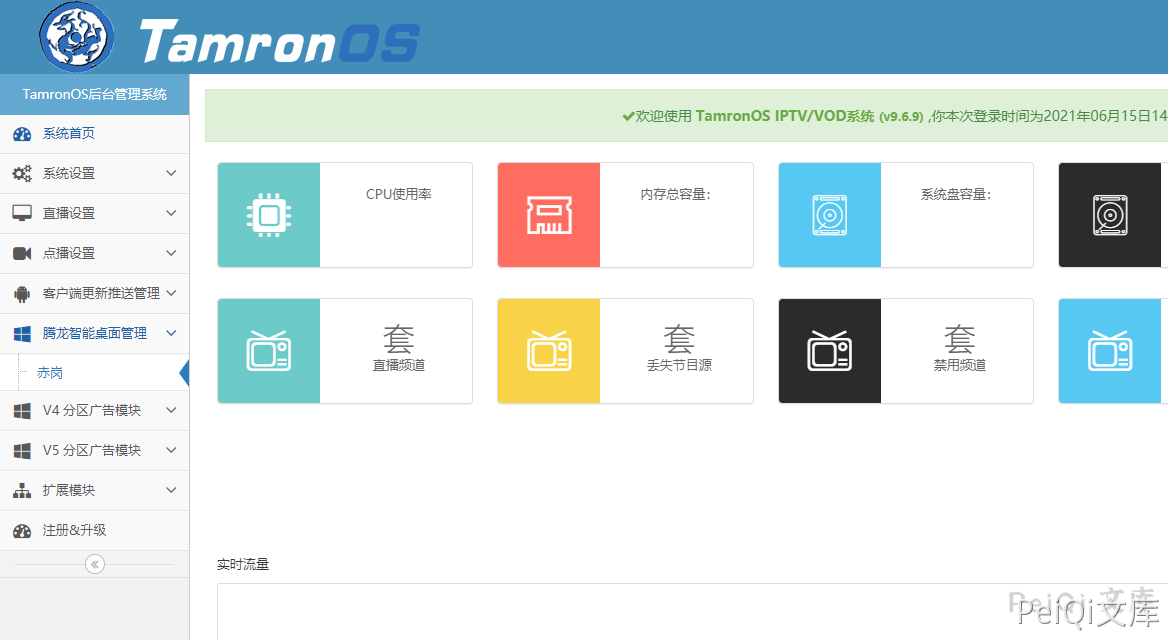 TamronOS
TamronOS后台管理系统
系统首页
系统设置
直播设置
点播设置
客户端更新推送管理
腾龙智能桌面管理
赤岗
V4 分区广告模块
V5 分区广告模块
扩展模块
注册&升级
欢迎使用 TamronOS IPTV/VOD系统 (v9.6.9) ,你本次登录时间为2021年06月15日14
CPU使用率
内存总容量:
系统盘容量:
套
直播频道
套
丢失节目源
套
禁用频道
实时流量
PeiQi 文库
PeiQi文库